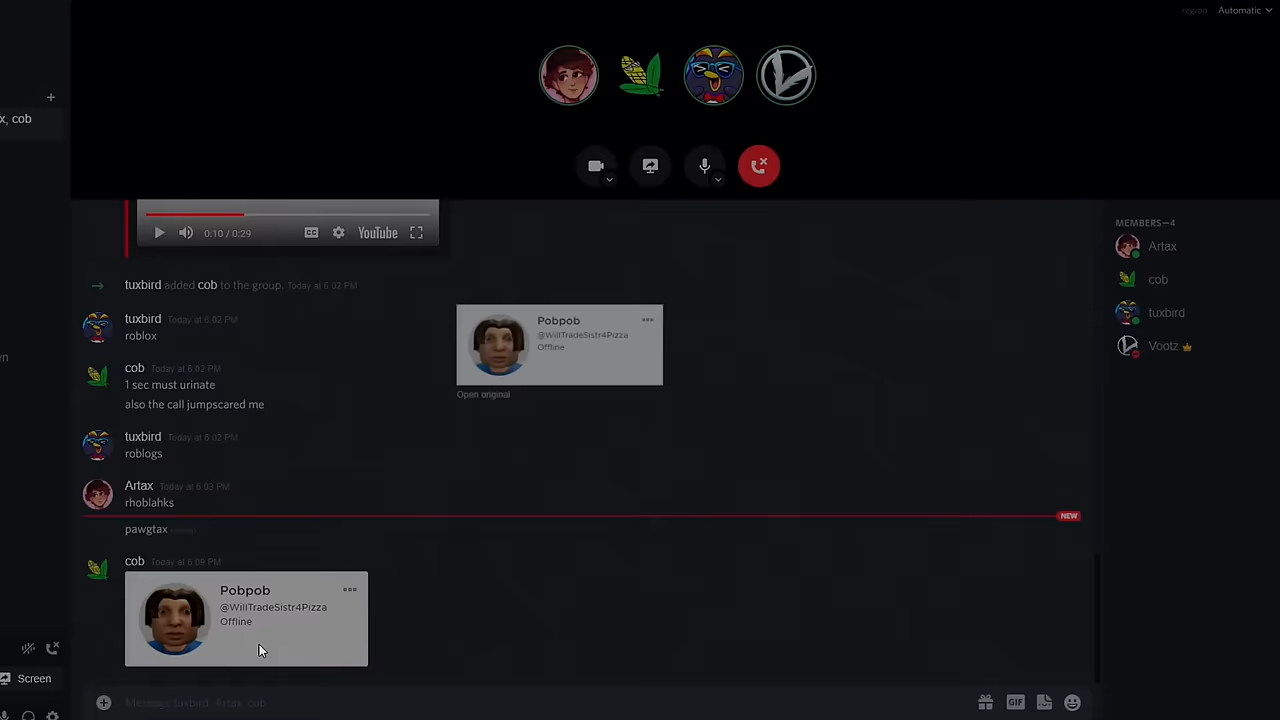 region Automatic
x, cob
0:10 / 0:29 CC YouTube
tuxbird added cob to the group. Today at 6:02 PM
tuxbird Today at 6:02 PM
roblox
Pobpob
@WillTradeSistr4Pizza
Offline
Open original
cob Today at 6:02 PM
1 sec must urinate
also the call jumpscared me
tuxbird Today at 6:02 PM
roblogs
Artax Today at 6:03 PM
rhoblahks
NEW
pawgtax
cob Today at 6:09 PM
Pobpob
@WillTradeSistr4Pizza
Offline
Message tuxbird, Artax, cob
GIF
MEMBERS—4
Artax
cob
tuxbird
Vootz
wn
Screen